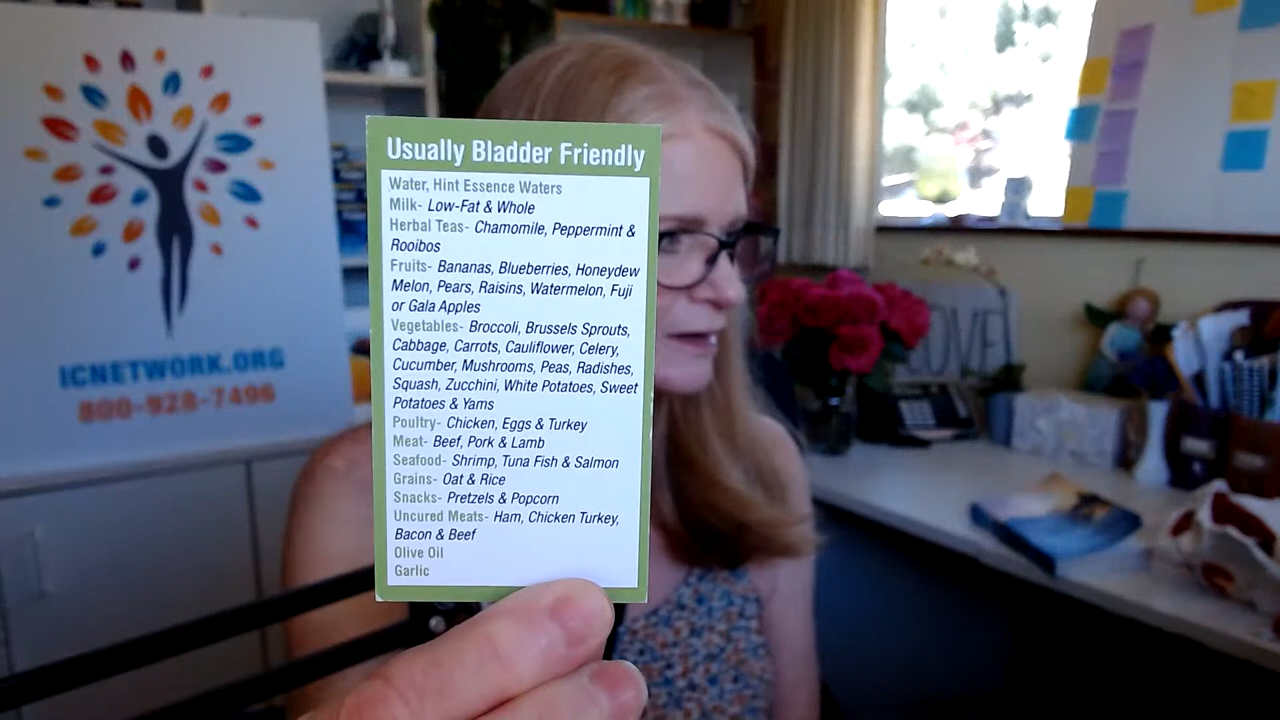 Usually Bladder Friendly
Water, Hint Essence Waters
Milk- Low-Fat & Whole
Herbal Teas- Chamomile, Peppermint &
Rooibos
Fruits- Bananas, Blueberries, Honeydew
Melon, Pears, Raisins, Watermelon, Fuji
or Gala Apples
Vegetables- Broccoli, Brussels Sprouts,
Cabbage, Carrots, Cauliflower, Celery,
Cucumber, Mushrooms, Peas, Radishes,
Squash, Zucchini, White Potatoes, Sweet
Potatoes & Yams
Poultry- Chicken, Eggs & Turkey
Meat- Beef, Pork & Lamb
Seafood- Shrimp, Tuna Fish & Salmon
Grains- Oat & Rice
Snacks- Pretzels & Popcorn
Uncured Meats- Ham, Chicken Turkey,
Bacon & Beef
Olive Oil
Garlic
ICNETWORK.ORG
800-928-7496
LOVE